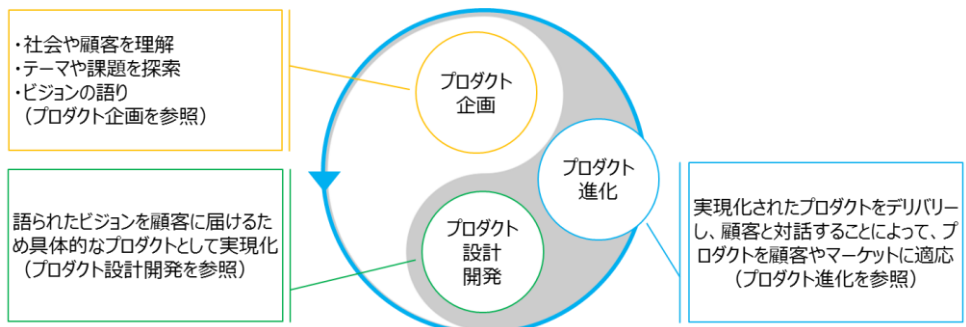 ・社会や顧客を理解
・テーマや課題を探索
・ビジョンの語り
（プロダクト企画を参照）
プロダクト
企画
プロダクト
進化
語られたビジョンを顧客に届けるた
め具体的なプロダクトとして実現化
（プロダクト設計開発を参照）
プロダクト
設計
開発
実現化されたプロダクトをデリバリー
し、顧客と対話することによって、プ
ロダクトを顧客やマーケットに適応
（プロダクト進化を参照）